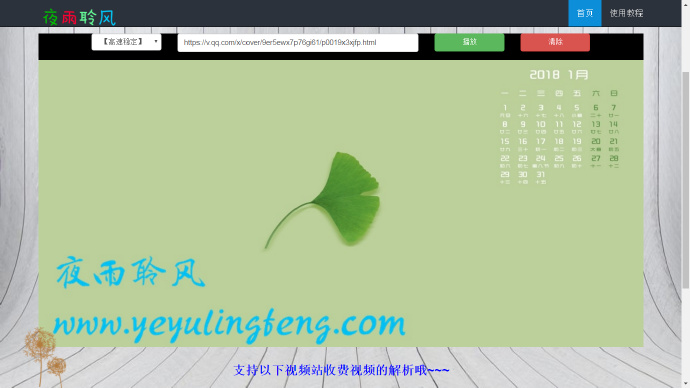 夜雨聆风
首页 使用教程
【高速稳定】 https://v.qq.com/x/cover/9er5ewx7p76gi61/p0019x3xjfp.html 播放 清除
2018 1月
一 二 三 四 五 六 日
1 2 3 4 5 6 7
8 9 10 11 12 13 14
15 16 17 18 19 20 21
22 23 24 25 26 27 28
29 30 31
夜雨聆风
www.yeyulingfeng.com
支持以下视频站收费视频的解析哦~~~